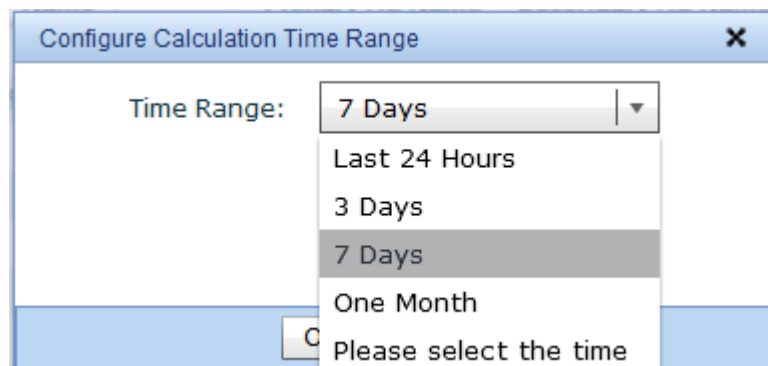 Configure Calculation Time Range
Time Range: 7 Days
Last 24 Hours
3 Days
7 Days
One Month
Please select the time